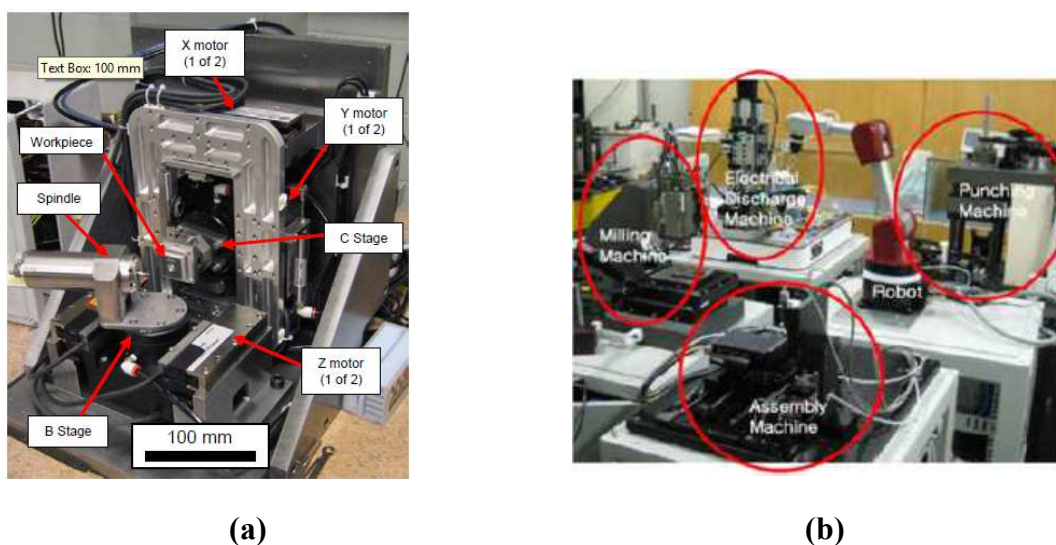 X motor
(1 of 2)
Text Box: 100 mm
Y motor
(1 of 2)
Workpiece
Spindle
C Stage
Z motor
(1 of 2)
B Stage
100 mm
Electrical
Discharge
Machine
Punching
Machine
Milling
Machine
Robot
Assembly
Machine
(a)
(b)